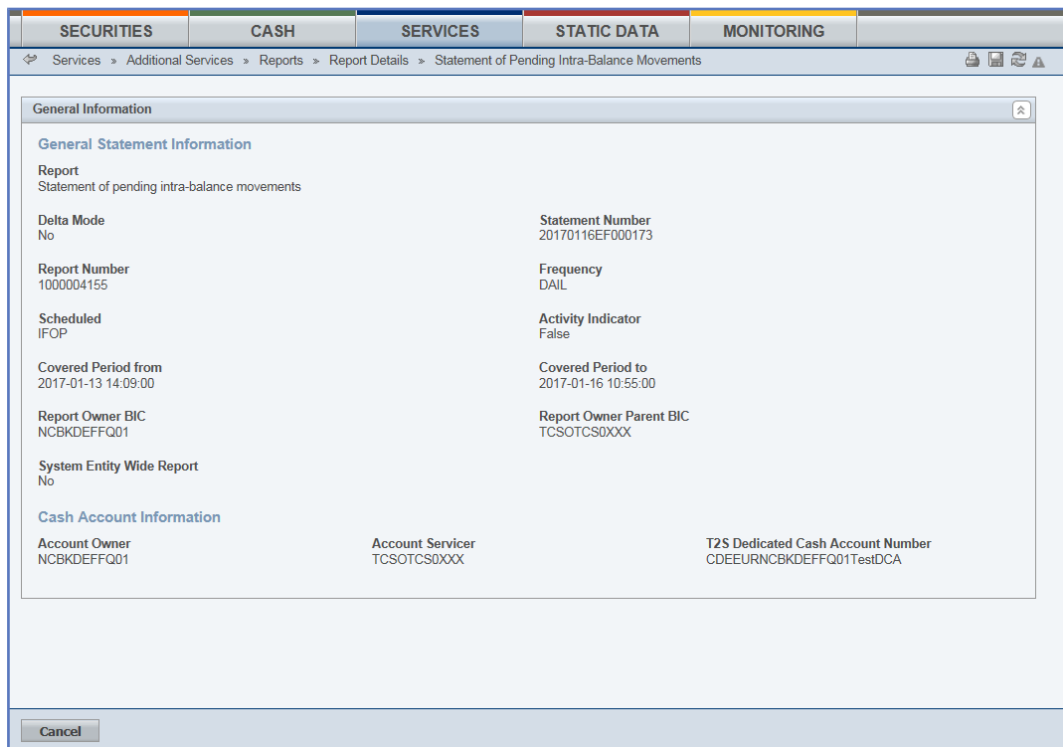 SECURITIES CASH SERVICES STATIC DATA MONITORING
Services » Additional Services » Reports » Report Details » Statement of Pending Intra-Balance Movements
General Information
General Statement Information
Report
Statement of pending intra-balance movements
Delta Mode Statement Number
No 20170116EF000173
Report Number Frequency
1000004155 DAIL
Scheduled Activity Indicator
IFOP False
Covered Period from Covered Period to
2017-01-13 14:09:00 2017-01-16 10:55:00
Report Owner BIC Report Owner Parent BIC
NCBKDEFFQ01 TCSOTCS0XXX
System Entity Wide Report
No
Cash Account Information
Account Owner Account Servicer T2S Dedicated Cash Account Number
NCBKDEFFQ01 TCSOTCS0XXX CDEEURNCBKDEFFQ01TestDCA
Cancel